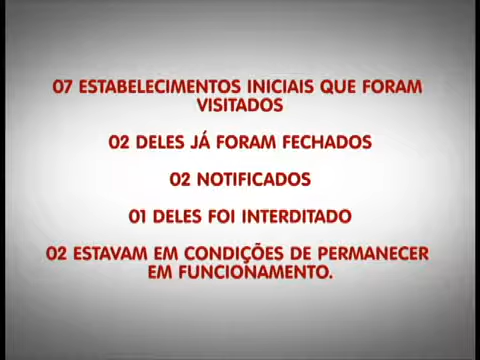 07 ESTABELECIMENTOS INICIAIS QUE FORAM
VISITADOS
02 DELES JÁ FORAM FECHADOS
02 NOTIFICADOS
01 DELES FOI INTERDITADO
02 ESTAVAM EM CONDIÇÕES DE PERMANECER
EM FUNCIONAMENTO.